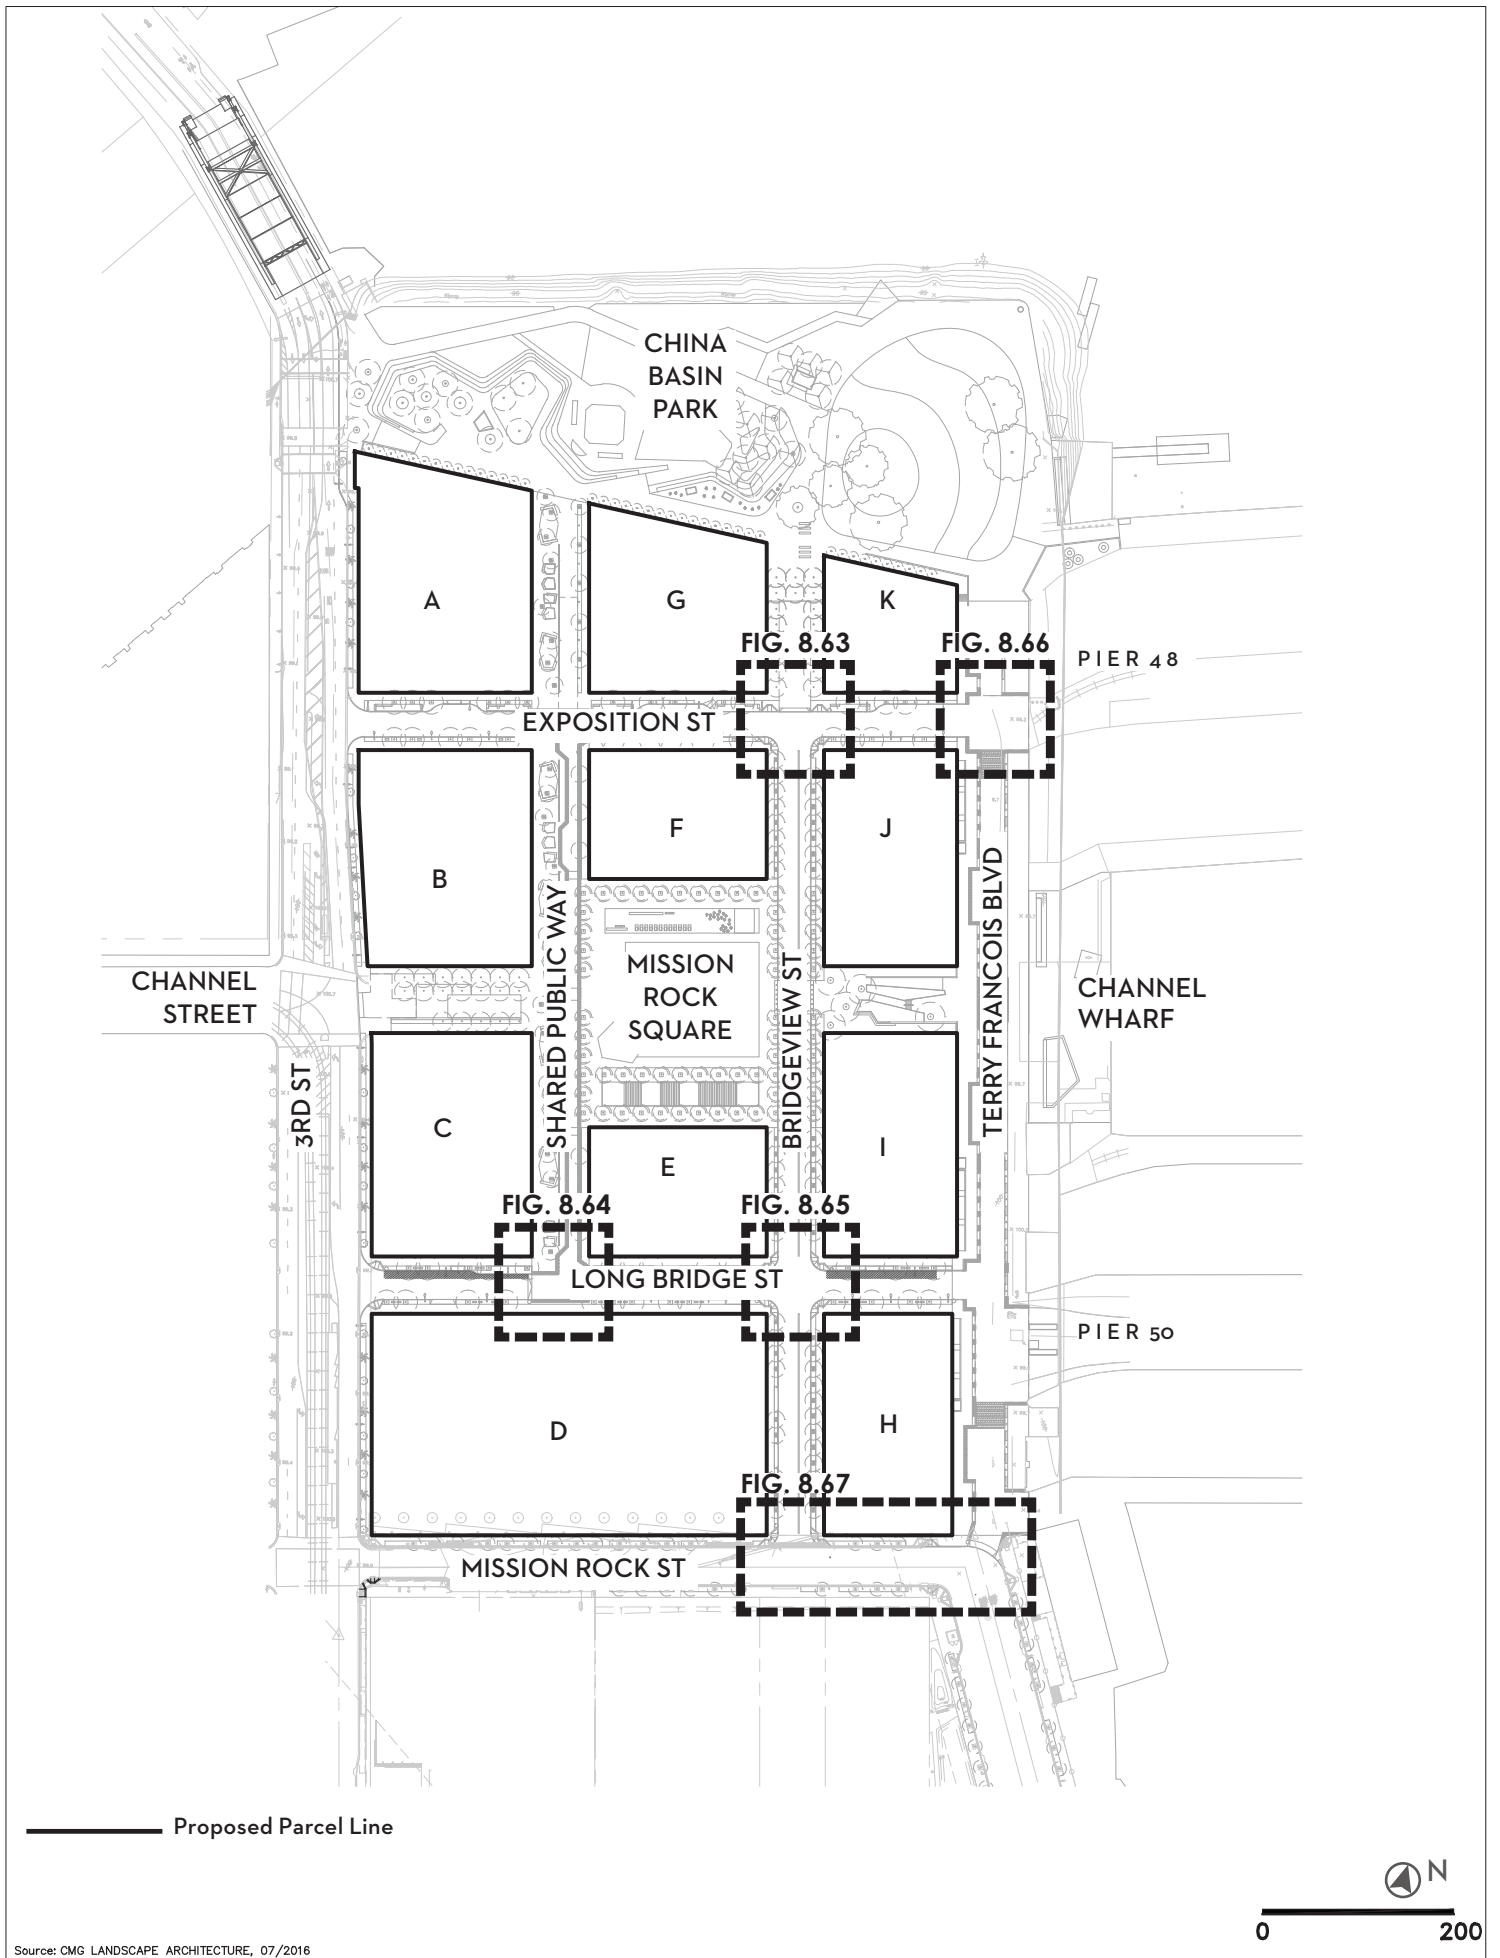 CHINA
BASIN
PARK
A
G
K
FIG. 8.63
FIG. 8.66
PIER 48
EXPOSITION ST
F
J
B
SHARED PUBLIC WAY
BRIDGEVIEW ST
TERRY FRANCOIS BLVD
MISSION
ROCK
SQUARE
CHANNEL
STREET
CHANNEL
WHARF
3RD ST
C
E
I
FIG. 8.64
FIG. 8.65
LONG BRIDGE ST
PIER 50
D
H
FIG. 8.67
MISSION ROCK ST
Proposed Parcel Line
N
0 200
Source: CMG LANDSCAPE ARCHITECTURE, 07/2016